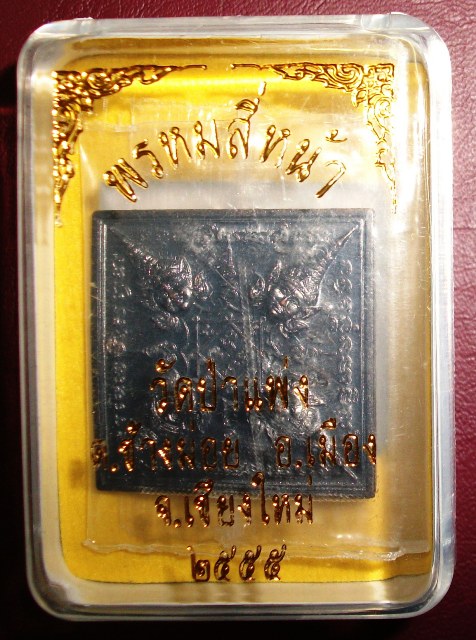 พรหมสี่หน้า
วัดป่าแพ่ง
ต.ช้างม่อย อ.เมือง
จ.เชียงใหม่
๒๕๕๕